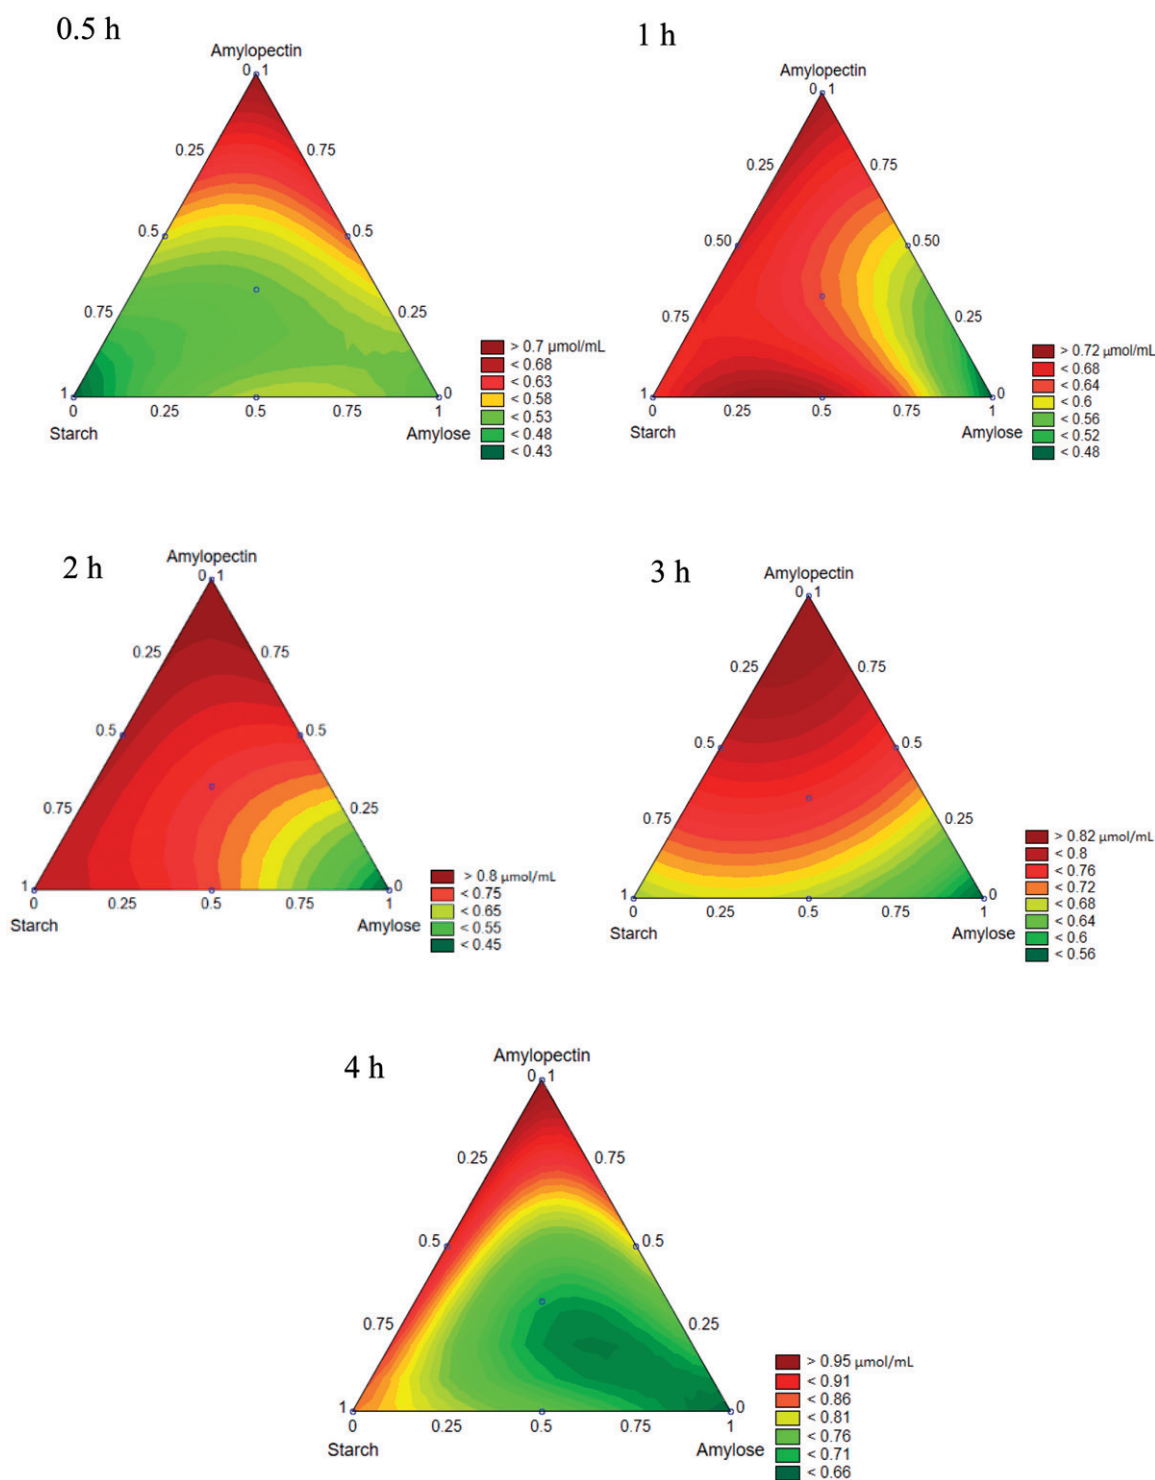 0.5 h
Amylopectin
0 1
0.25 0.75
0.5 0.5
0.75 0.25
1 0
0 0.25 0.5 0.75 1
Starch Amylose
> 0.7 µmol/mL
< 0.68
< 0.63
< 0.58
< 0.53
< 0.48
< 0.43
1 h
Amylopectin
0 1
0.25 0.75
0.50 0.50
0.75 0.25
1 0
0 0.25 0.5 0.75 1
Starch Amylose
> 0.72 µmol/mL
< 0.68
< 0.64
< 0.6
< 0.56
< 0.52
< 0.48
2 h
Amylopectin
0 1
0.25 0.75
0.5 0.5
0.75 0.25
1 0
0 0.25 0.5 0.75 1
Starch Amylose
> 0.8 µmol/mL
< 0.75
< 0.65
< 0.55
< 0.45
3 h
Amylopectin
0 1
0.25 0.75
0.5 0.5
0.75 0.25
1 0
0 0.25 0.5 0.75 1
Starch Amylose
> 0.82 µmol/mL
< 0.8
< 0.76
< 0.72
< 0.68
< 0.64
< 0.6
< 0.56
4 h
Amylopectin
0 1
0.25 0.75
0.5 0.5
0.75 0.25
1 0
0 0.25 0.5 0.75 1
Starch Amylose
> 0.95 µmol/mL
< 0.91
< 0.86
< 0.81
< 0.76
< 0.71
< 0.66